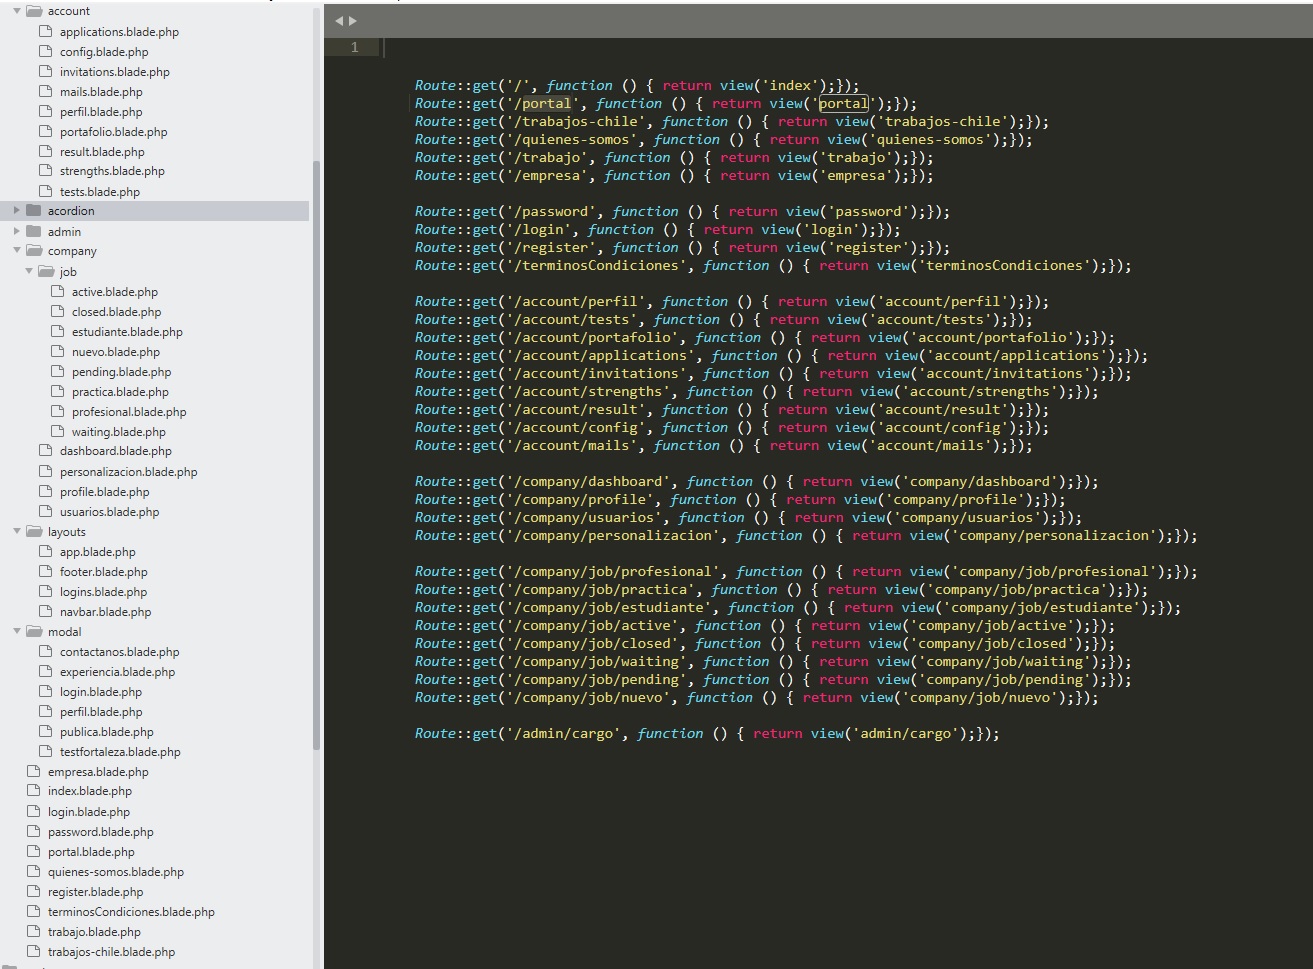 account
applications.blade.php
config.blade.php
invitations.blade.php
mails.blade.php
perfil.blade.php
portafolio.blade.php
result.blade.php
strengths.blade.php
tests.blade.php
acordion
admin
company
job
active.blade.php
closed.blade.php
estudiante.blade.php
nuevo.blade.php
pending.blade.php
practica.blade.php
profesional.blade.php
waiting.blade.php
dashboard.blade.php
personalizacion.blade.php
profile.blade.php
usuarios.blade.php
layouts
app.blade.php
footer.blade.php
logins.blade.php
navbar.blade.php
modal
contactanos.blade.php
experiencia.blade.php
login.blade.php
perfil.blade.php
publica.blade.php
testfortaleza.blade.php
empresa.blade.php
index.blade.php
login.blade.php
password.blade.php
portal.blade.php
quienes-somos.blade.php
register.blade.php
terminosCondiciones.blade.php
trabajo.blade.php
trabajos-chile.blade.php
1
Route::get('/', function () { return view('index');});
Route::get('/portal', function () { return view('portal');});
Route::get('/trabajos-chile', function () { return view('trabajos-chile');});
Route::get('/quienes-somos', function () { return view('quienes-somos');});
Route::get('/trabajo', function () { return view('trabajo');});
Route::get('/empresa', function () { return view('empresa');});
Route::get('/password', function () { return view('password');});
Route::get('/login', function () { return view('login');});
Route::get('/register', function () { return view('register');});
Route::get('/terminosCondiciones', function () { return view('terminosCondiciones');});
Route::get('/account/perfil', function () { return view('account/perfil');});
Route::get('/account/tests', function () { return view('account/tests');});
Route::get('/account/portafolio', function () { return view('account/portafolio');});
Route::get('/account/applications', function () { return view('account/applications');});
Route::get('/account/invitations', function () { return view('account/invitations');});
Route::get('/account/strengths', function () { return view('account/strengths');});
Route::get('/account/result', function () { return view('account/result');});
Route::get('/account/config', function () { return view('account/config');});
Route::get('/account/mails', function () { return view('account/mails');});
Route::get('/company/dashboard', function () { return view('company/dashboard');});
Route::get('/company/profile', function () { return view('company/profile');});
Route::get('/company/usuarios', function () { return view('company/usuarios');});
Route::get('/company/personalizacion', function () { return view('company/personalizacion');});
Route::get('/company/job/profesional', function () { return view('company/job/profesional');});
Route::get('/company/job/practica', function () { return view('company/job/practica');});
Route::get('/company/job/estudiante', function () { return view('company/job/estudiante');});
Route::get('/company/job/active', function () { return view('company/job/active');});
Route::get('/company/job/closed', function () { return view('company/job/closed');});
Route::get('/company/job/waiting', function () { return view('company/job/waiting');});
Route::get('/company/job/pending', function () { return view('company/job/pending');});
Route::get('/company/job/nuevo', function () { return view('company/job/nuevo');});
Route::get('/admin/cargo', function () { return view('admin/cargo');});